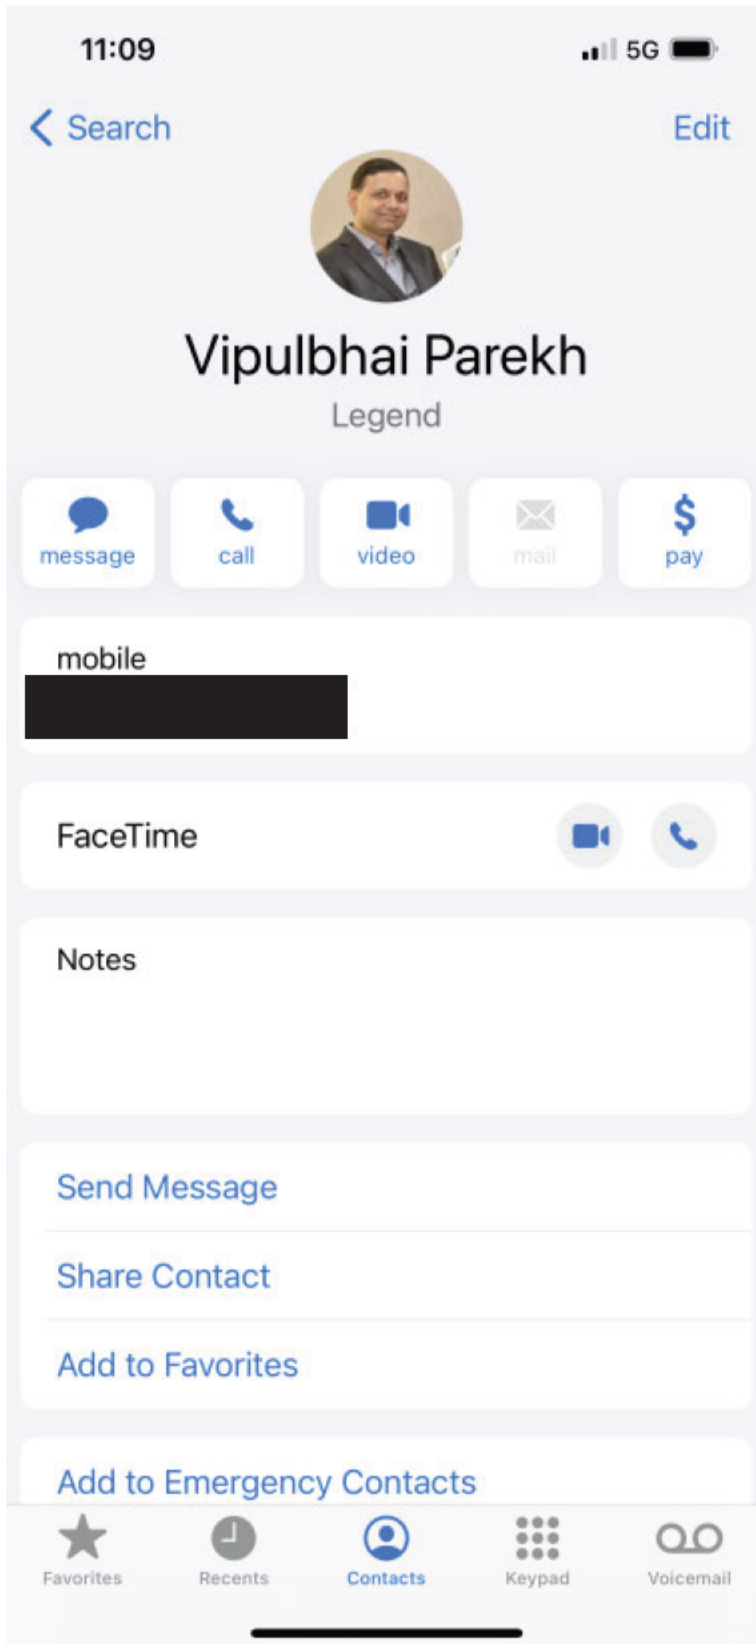 11:09 5G
Search Edit
Vipulbhai Parekh
Legend
message call video mail pay
mobile
FaceTime
Notes
Send Message
Share Contact
Add to Favorites
Add to Emergency Contacts
Favorites Recents Contacts Keypad Voicemail